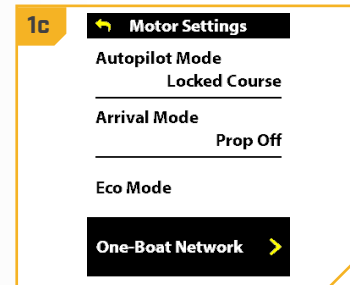 1c
Motor Settings
Autopilot Mode
Locked Course
Arrival Mode
Prop Off
Eco Mode
One-Boat Network